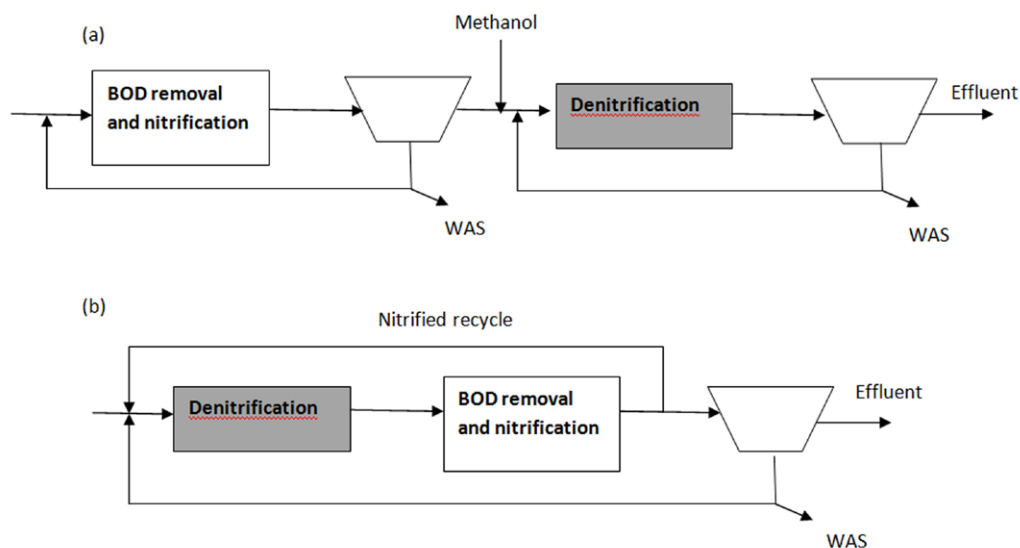 (a)
Methanol
BOD removal
and nitrification
Denitrification
Effluent
WAS
WAS
(b)
Nitrified recycle
Denitrification
BOD removal
and nitrification
Effluent
WAS